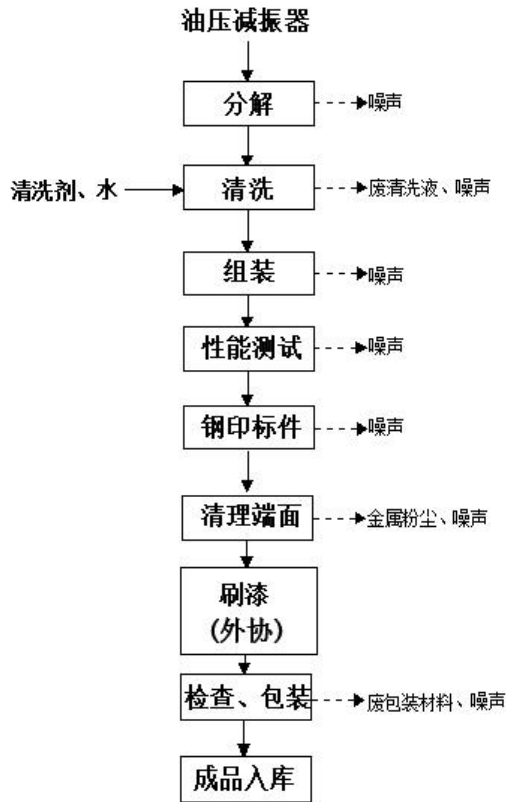 油压减振器
分解
噪声
清洗剂、水
清洗
废清洗液、噪声
组装
噪声
性能测试
噪声
钢印标件
噪声
清理端面
金属粉尘、噪声
刷漆
(外协)
检查、包装
废包装材料、噪声
成品入库